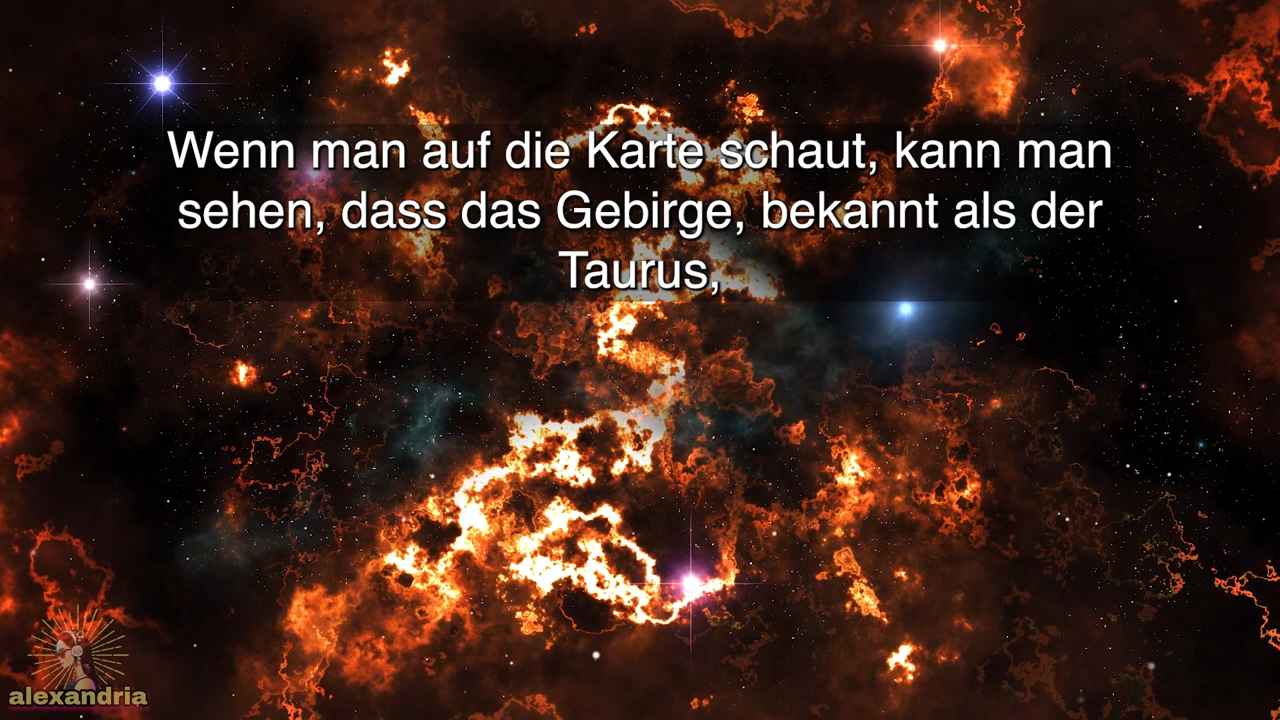 Wenn man auf die Karte schaut, kann man
sehen, dass das Gebirge, bekannt als der
Taurus,
alexandria